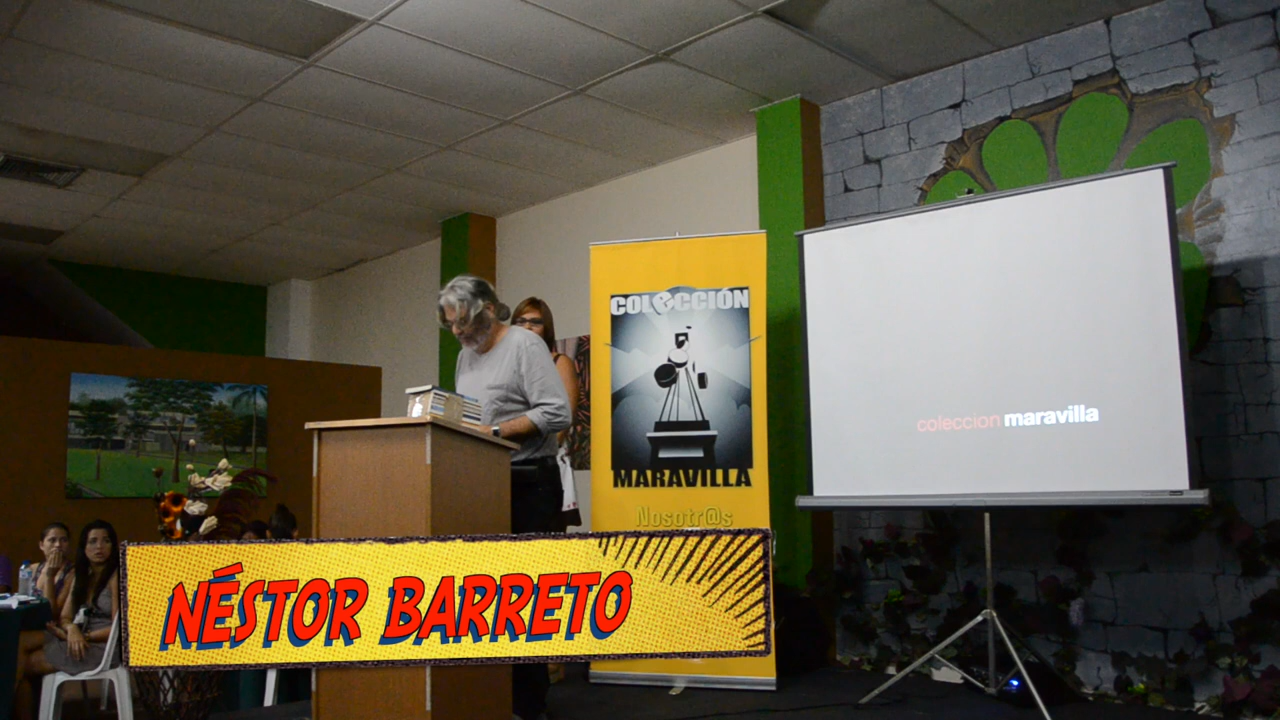 COLECCIÓN
MARAVILLA
Nosotr@s
coleccion maravilla
NÉSTOR BARRETO